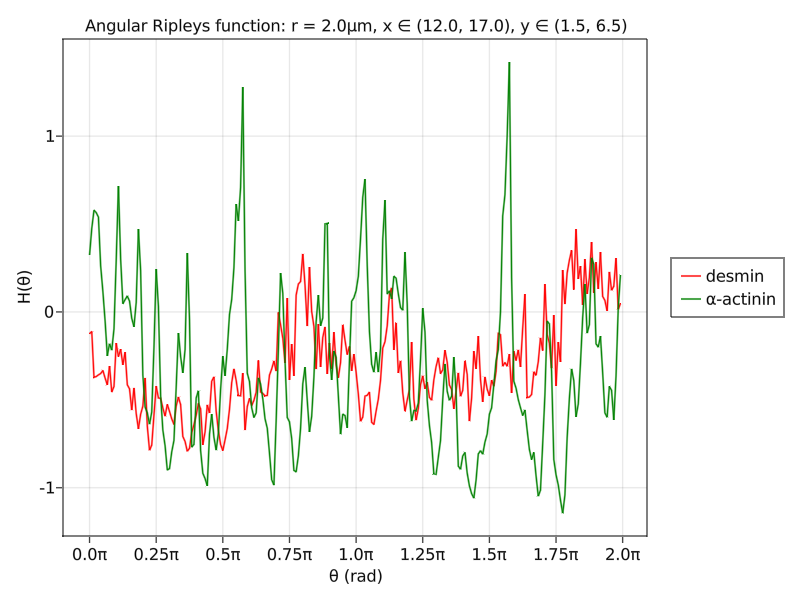 Angular Ripleys function: r = 2.0μm, x ∈ (12.0, 17.0), y ∈ (1.5, 6.5)
H(θ)
1
0
-1
0.0π 0.25π 0.5π 0.75π 1.0π 1.25π 1.5π 1.75π 2.0π
θ (rad)
desmin
α-actinin